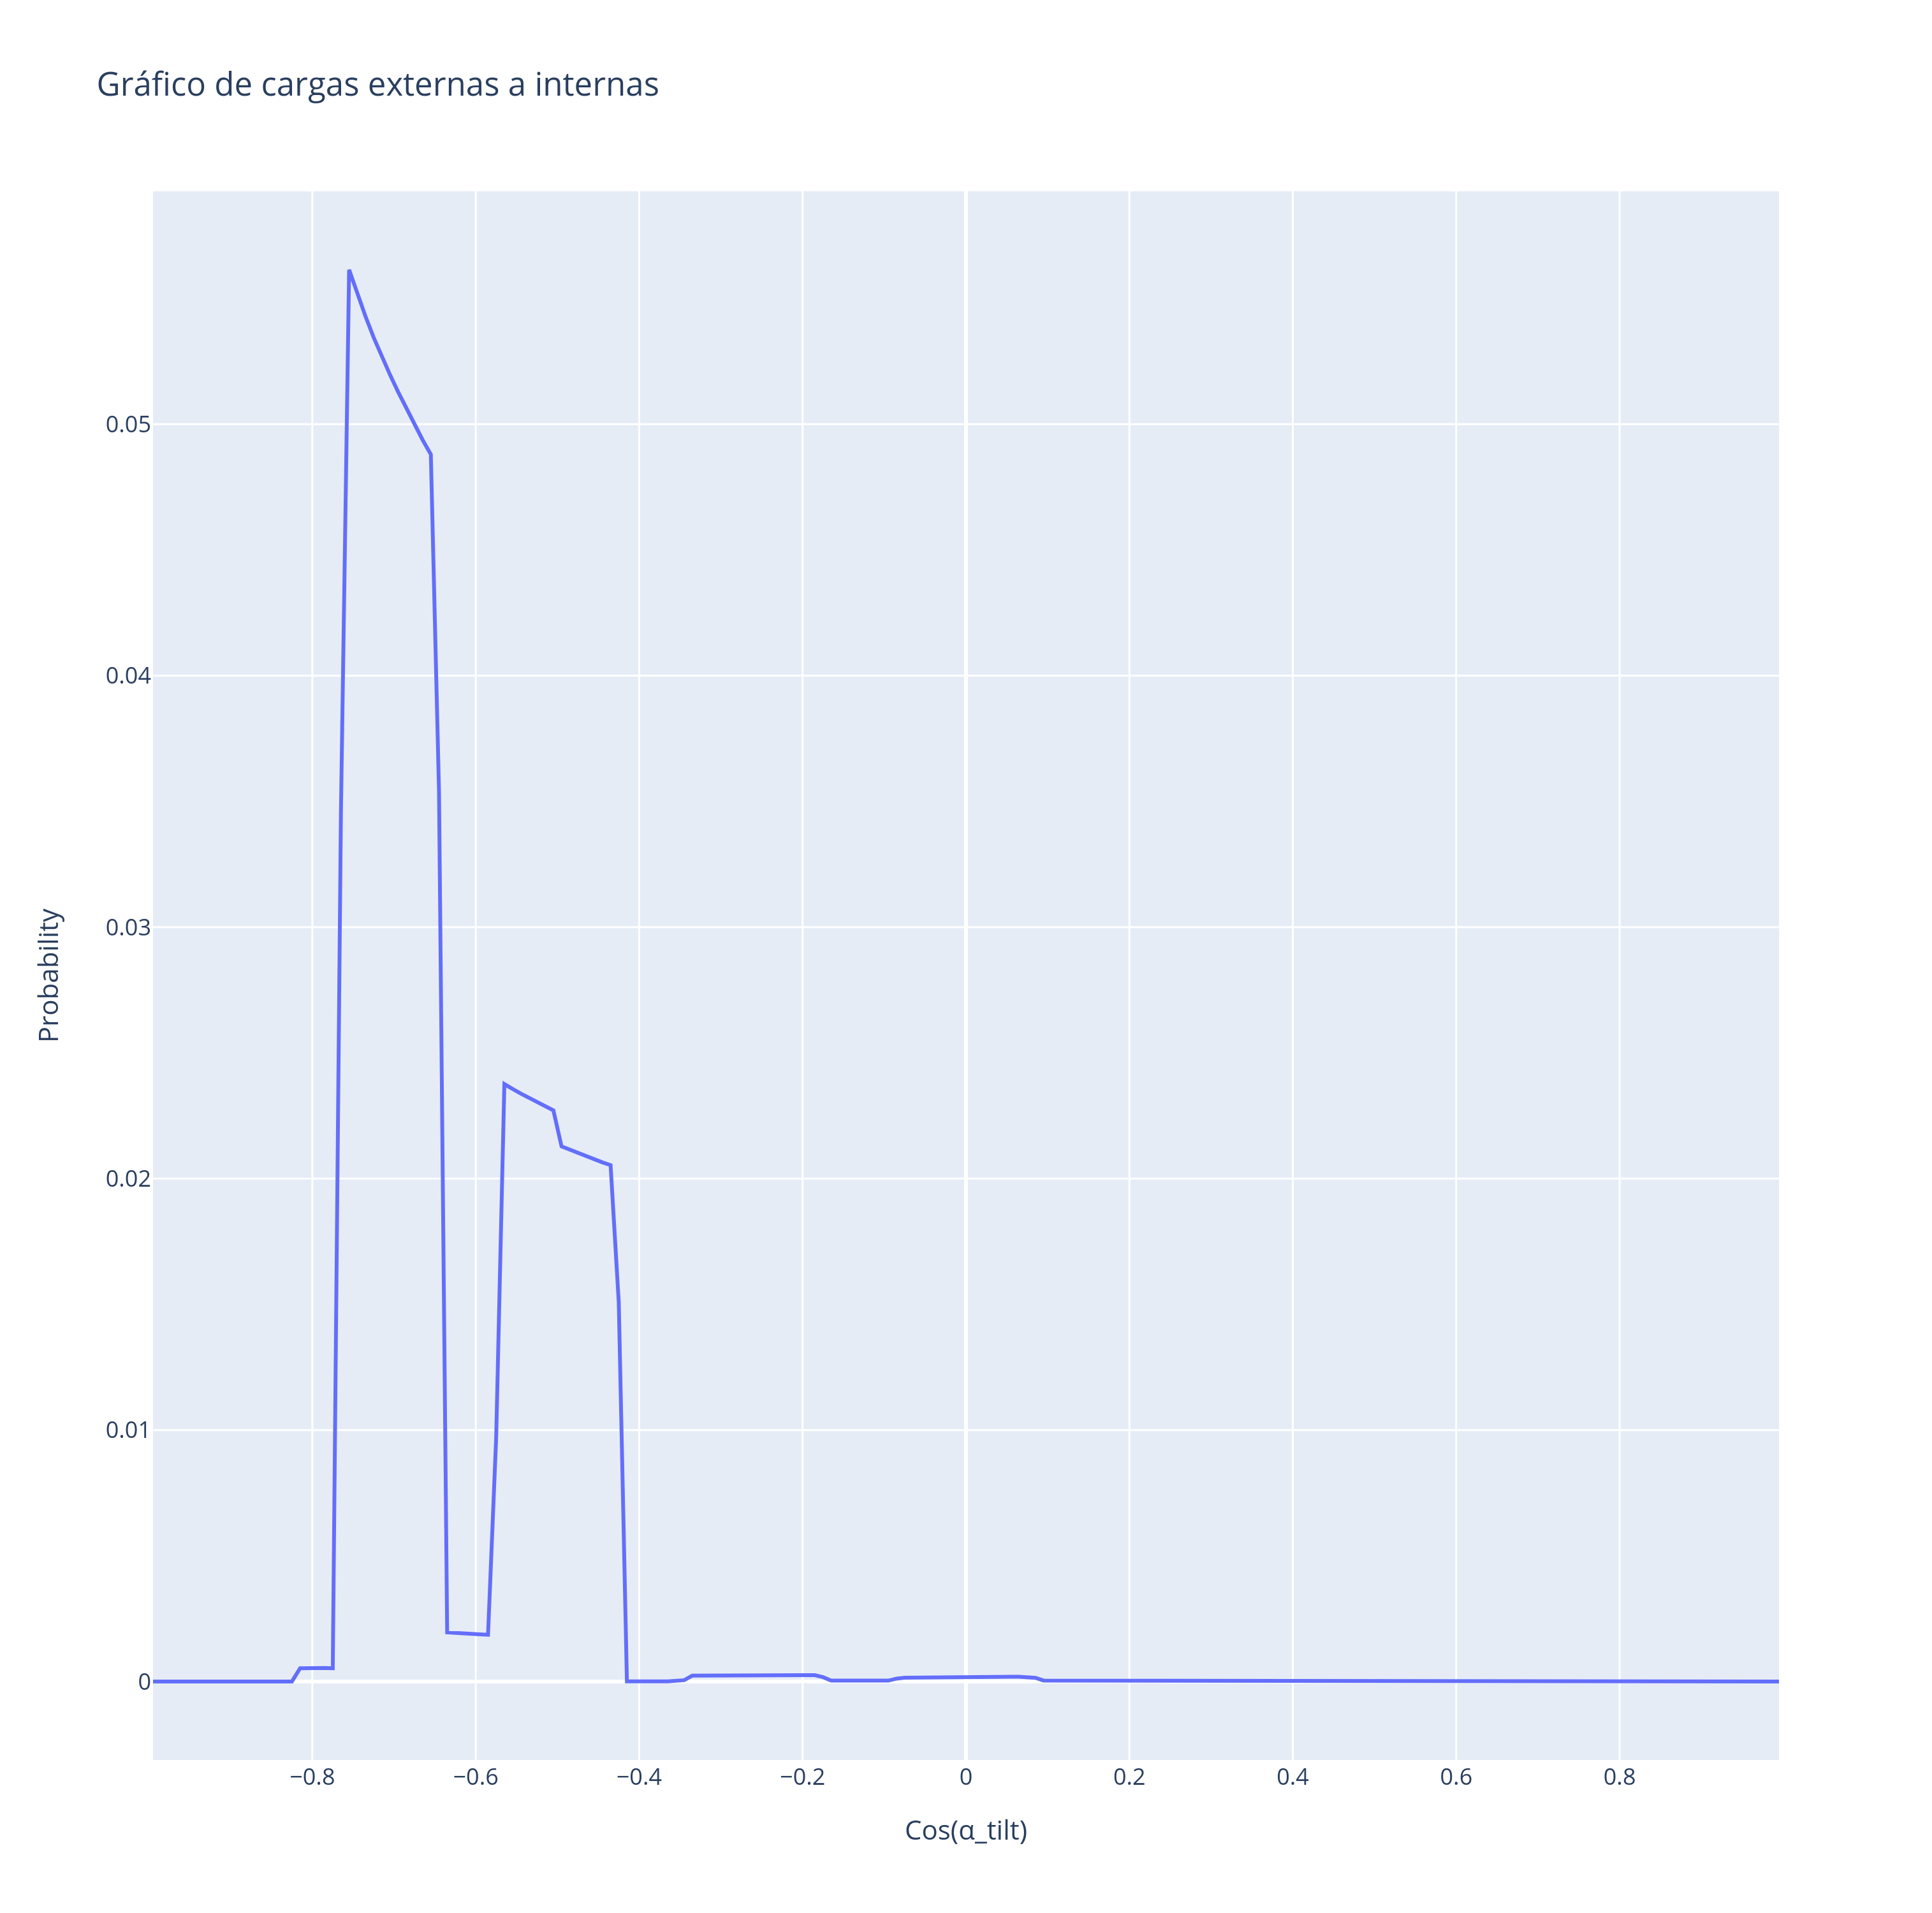 Gráfico de cargas externas a internas
Probability
0.05
0.04
0.03
0.02
0.01
0
−0.8 −0.6 −0.4 −0.2 0 0.2 0.4 0.6 0.8
Cos(α_tilt)